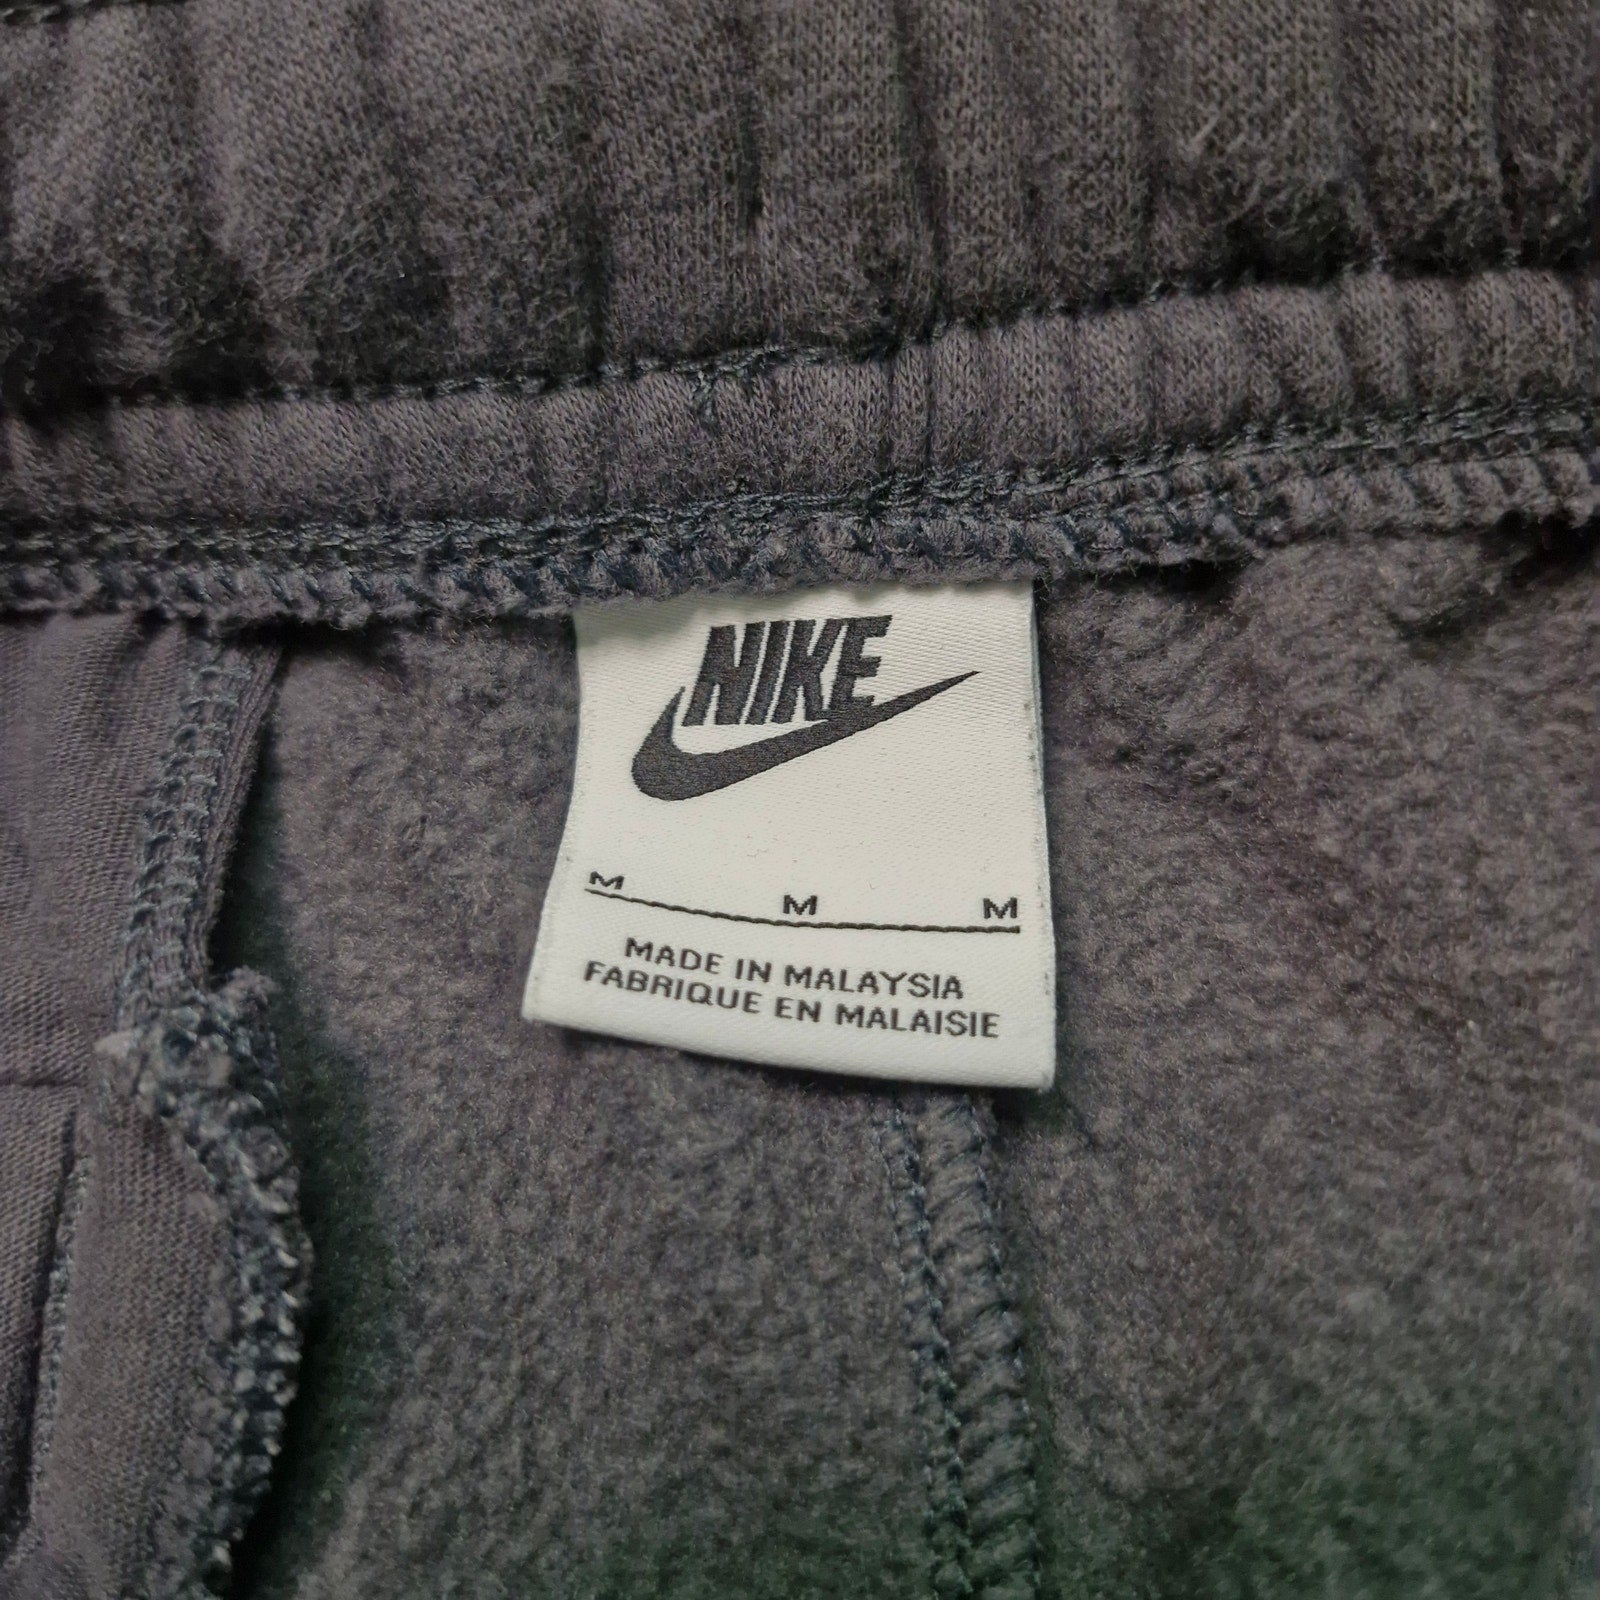 NIKE
M M M
MADE IN MALAYSIA
FABRIQUE EN MALAISIE